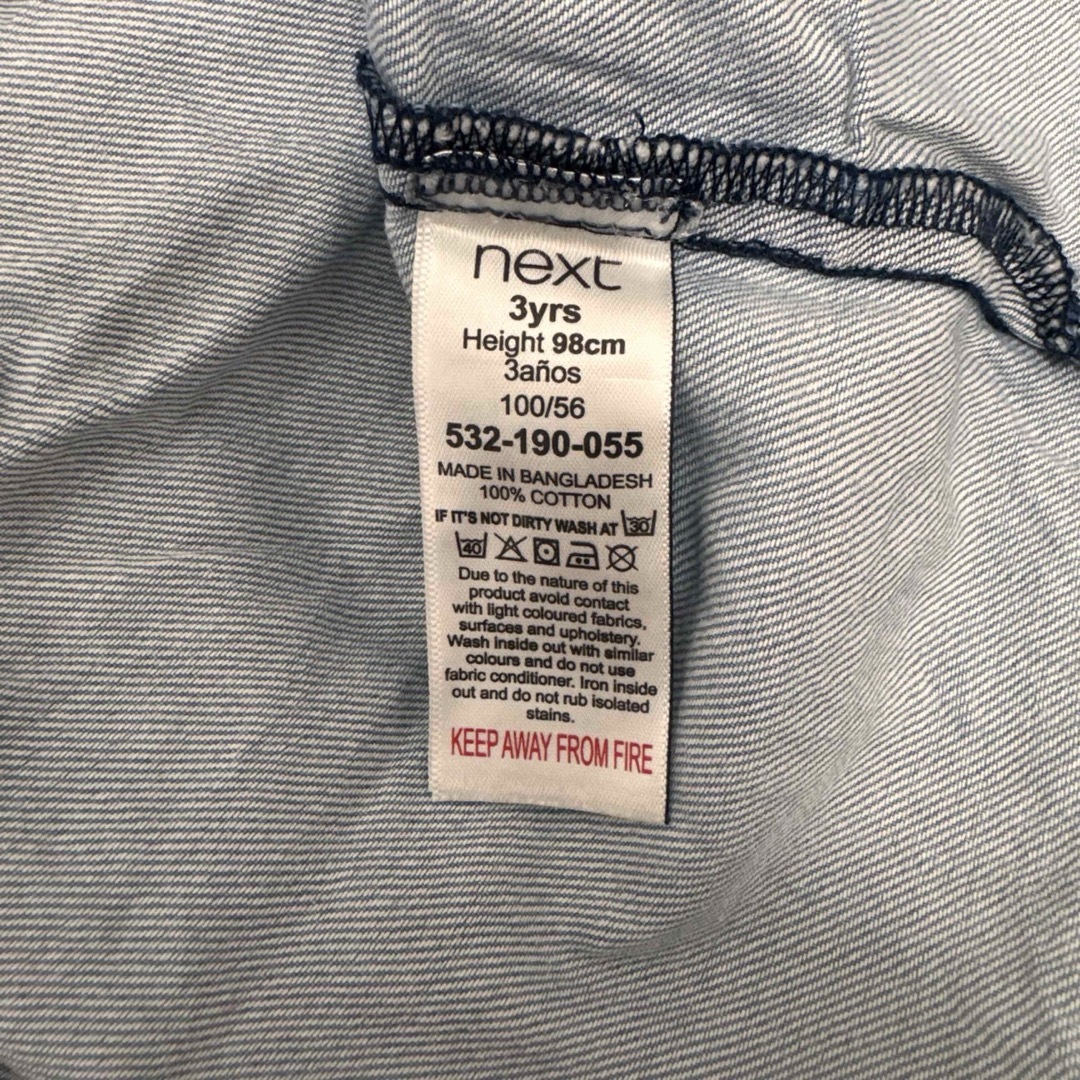 next
3yrs
Height 98cm
3años
100/56
532-190-055
MADE IN BANGLADESH
100% COTTON
IF IT'S NOT DIRTY WASH AT 30
40
Due to the nature of this
product avoid contact
with light coloured fabrics,
surfaces and upholstery.
Wash inside out with similar
colours and do not use
fabric conditioner. Iron inside
out and do not rub isolated
stains.
KEEP AWAY FROM FIRE